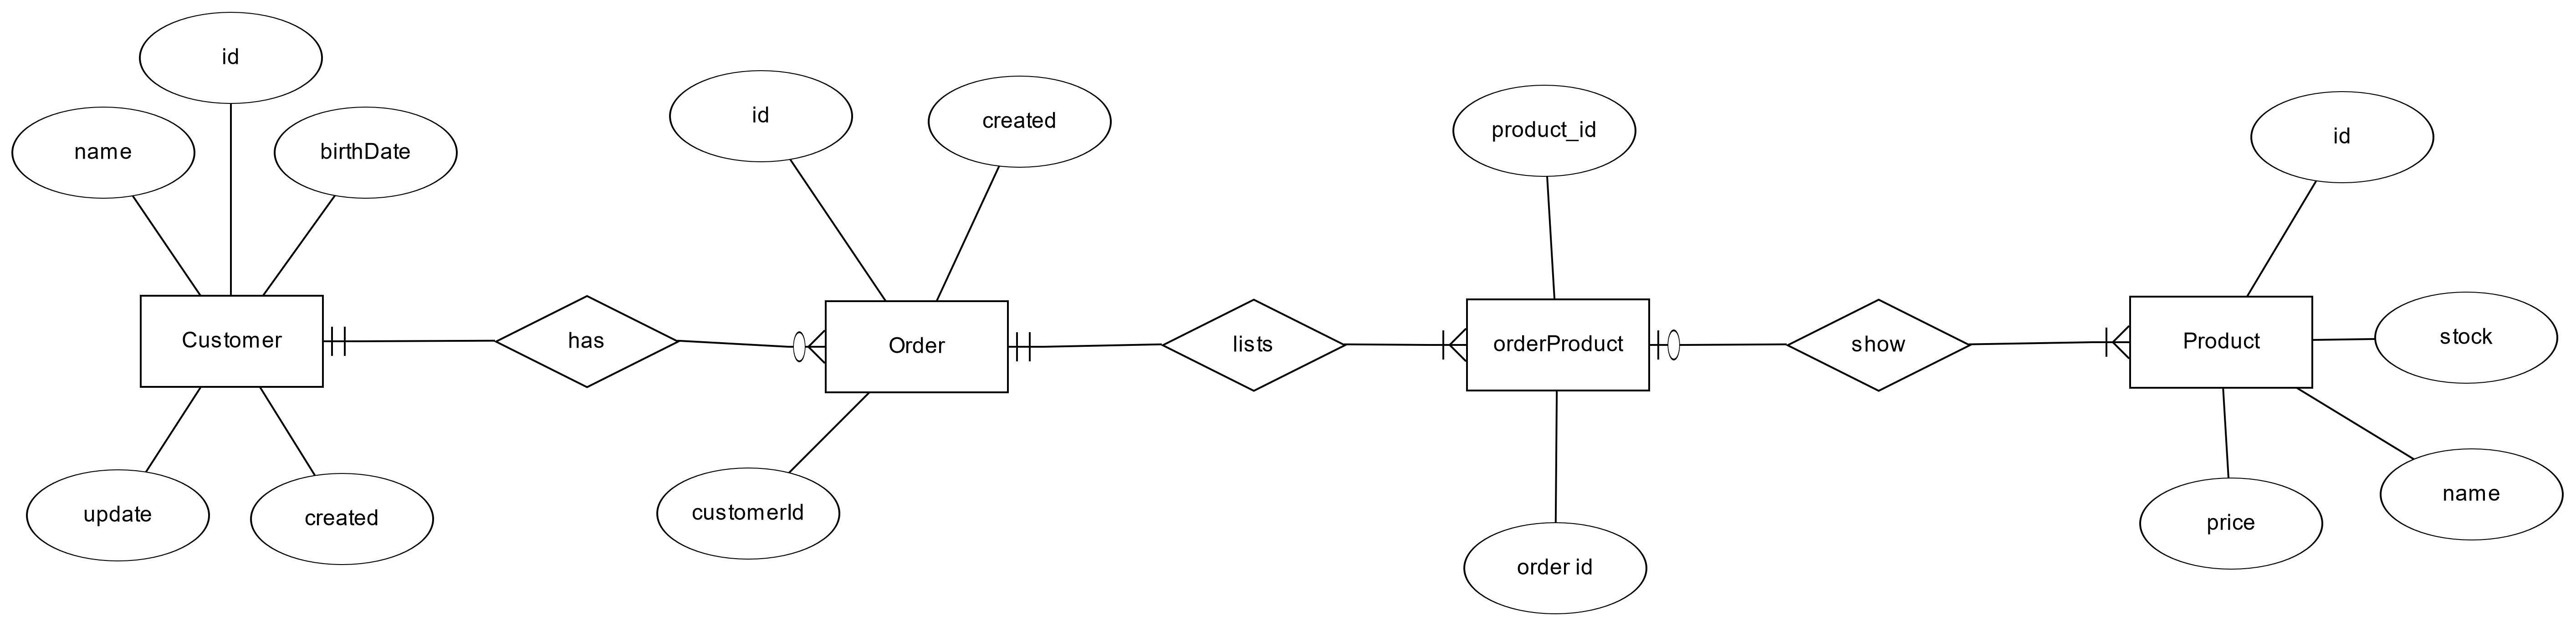 id
name
birthDate
Customer
update
created
has
id
created
Order
customerId
lists
product_id
orderProduct
order id
show
id
Product
stock
name
price